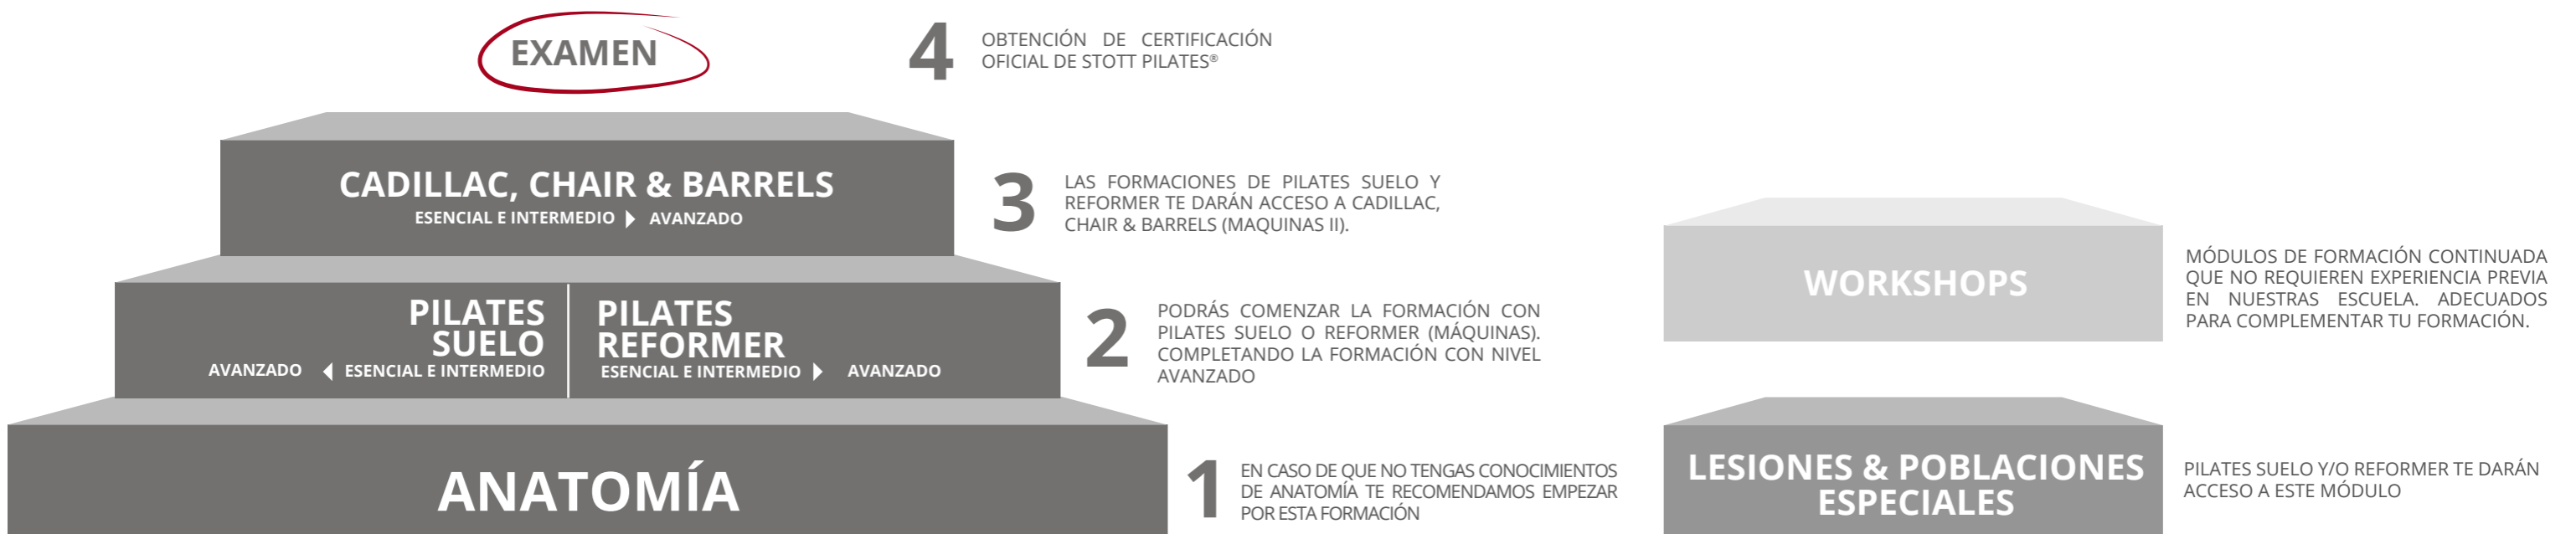 EXAMEN
4
OBTENCIÓN DE CERTIFICACIÓN
OFICIAL DE STOTT PILATES®
CADILLAC, CHAIR & BARRELS
ESENCIAL E INTERMEDIO ▶ AVANZADO
3
LAS FORMACIONES DE PILATES SUELO Y
REFORMER TE DARÁN ACCESO A CADILLAC,
CHAIR & BARRELS (MAQUINAS II).
PILATES
SUELO
AVANZADO ◀ ESENCIAL E INTERMEDIO
PILATES
REFORMER
ESENCIAL E INTERMEDIO ▶ AVANZADO
2
PODRÁS COMENZAR LA FORMACIÓN CON
PILATES SUELO O REFORMER (MÁQUINAS).
COMPLETANDO LA FORMACIÓN CON NIVEL
AVANZADO
ANATOMÍA
1
EN CASO DE QUE NO TENGAS CONOCIMIENTOS
DE ANATOMÍA TE RECOMENDAMOS EMPEZAR
POR ESTA FORMACIÓN
WORKSHOPS
MÓDULOS DE FORMACIÓN CONTINUADA
QUE NO REQUIEREN EXPERIENCIA PREVIA
EN NUESTRAS ESCUELA. ADECUADOS
PARA COMPLEMENTAR TU FORMACIÓN.
LESIONES & POBLACIONES
ESPECIALES
PILATES SUELO Y/O REFORMER TE DARÁN
ACCESO A ESTE MÓDULO